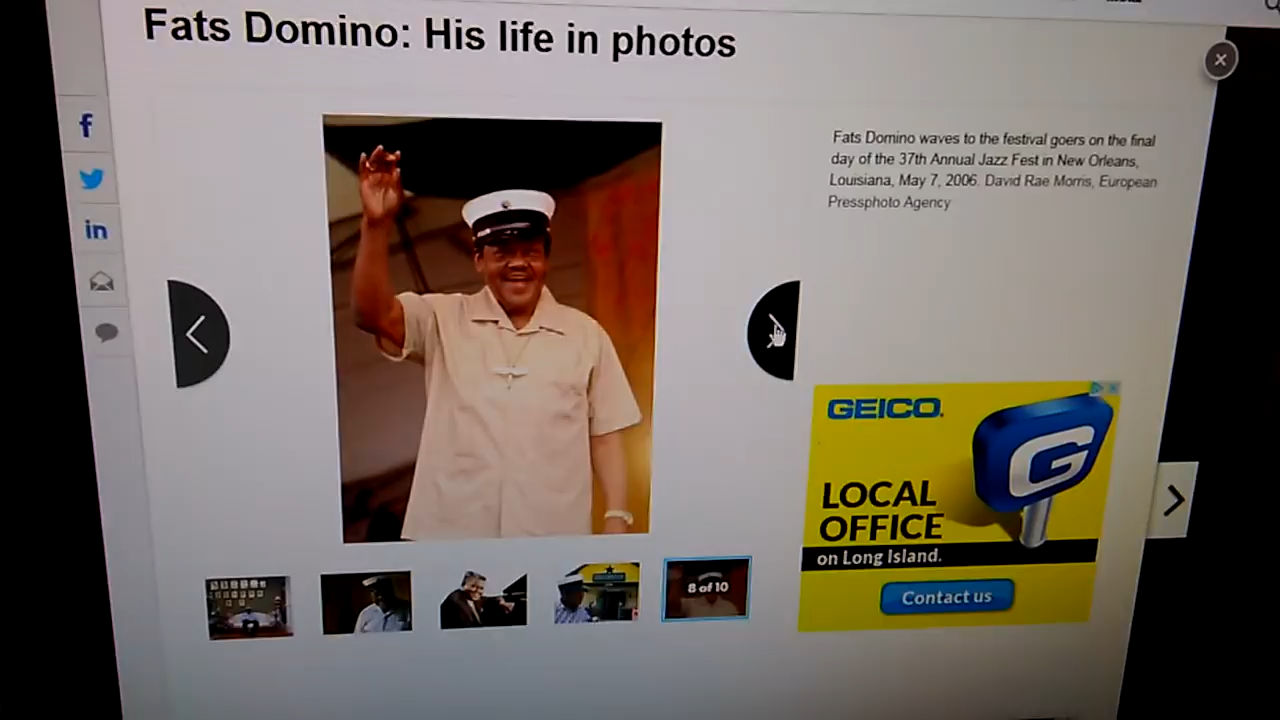 Fats Domino: His life in photos
Fats Domino waves to the festival goers on the final
day of the 37th Annual Jazz Fest in New Orleans,
Louisiana, May 7, 2006. David Rae Morris, European
Pressphoto Agency
GEICO.
G
LOCAL
OFFICE
on Long Island.
Contact us
8 of 10